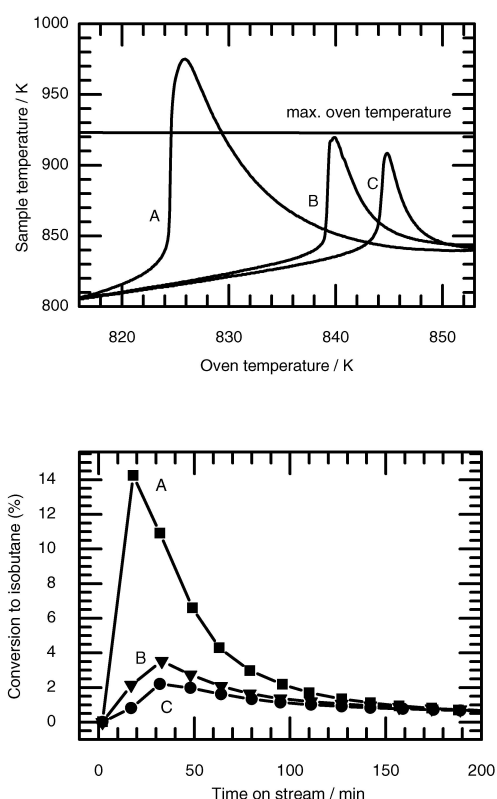 1000
950
900
850
800
Sample temperature / K
max. oven temperature
A
B
C
820 830 840 850
Oven temperature / K
14
12
10
8
6
4
2
0
Conversion to isobutane (%)
A
B
C
0 50 100 150 200
Time on stream / min